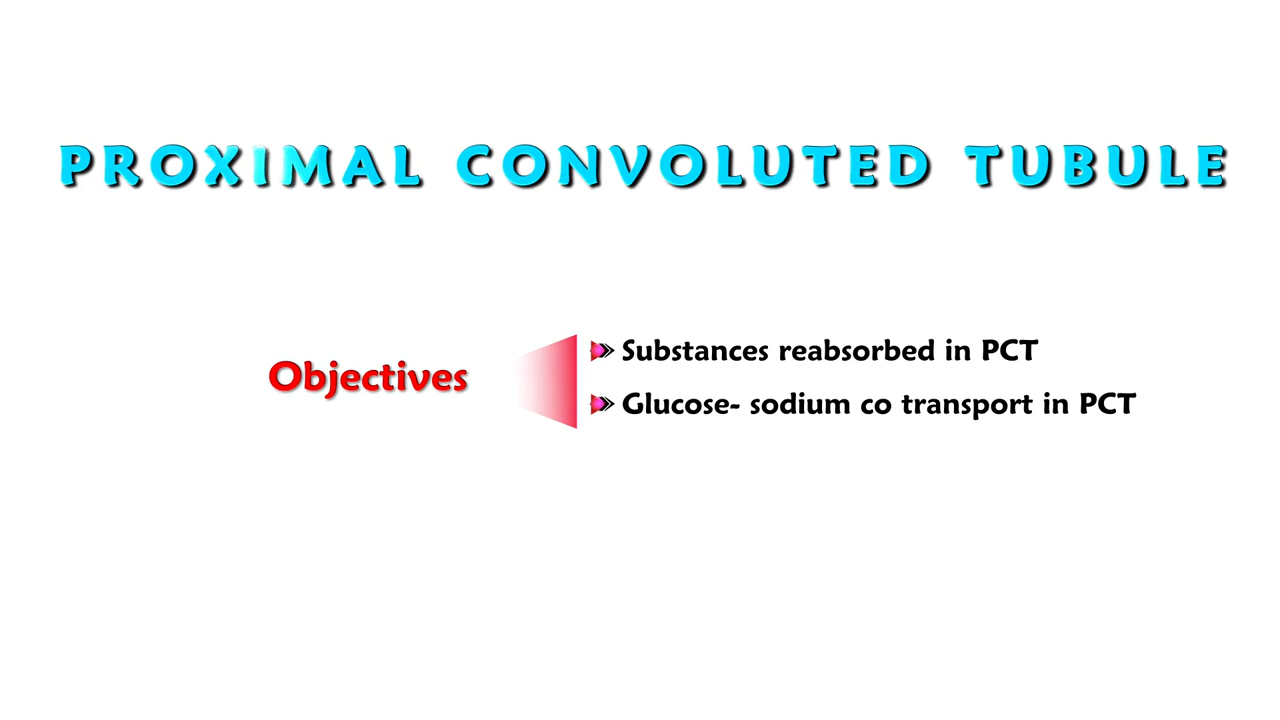 PROXIMAL CONVOLUTED TUBULE
Objectives
Substances reabsorbed in PCT
Glucose- sodium co transport in PCT